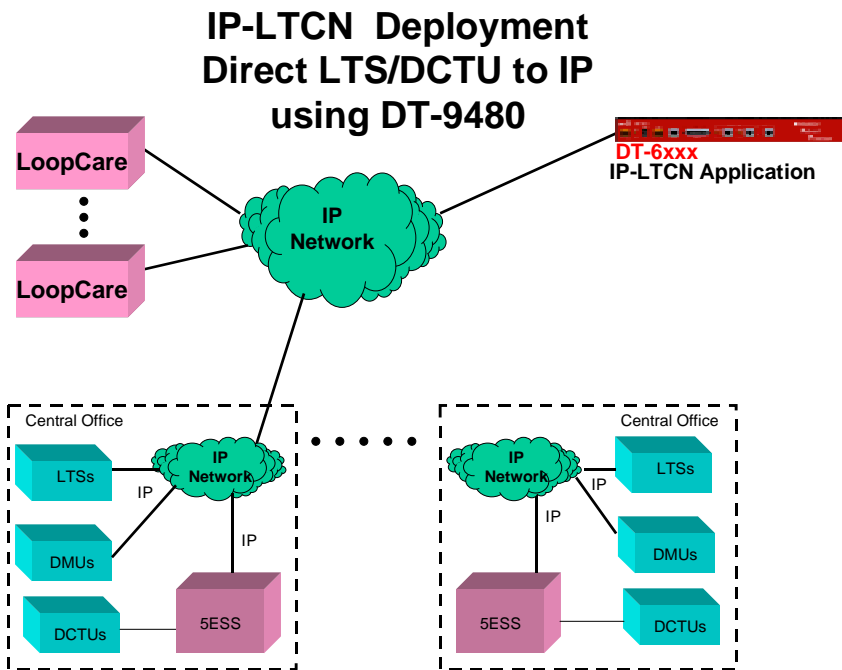 IP-LTCN Deployment
Direct LTS/DCTU to IP
using DT-9480
LoopCare
LoopCare
IP
Network
DT-6xxx
IP-LTCN Application
Central Office
IP
Network
LTSs
IP
DMUs
IP
DCTUs
5ESS
Central Office
IP
Network
LTSs
IP
IP
DMUs
5ESS
DCTUs